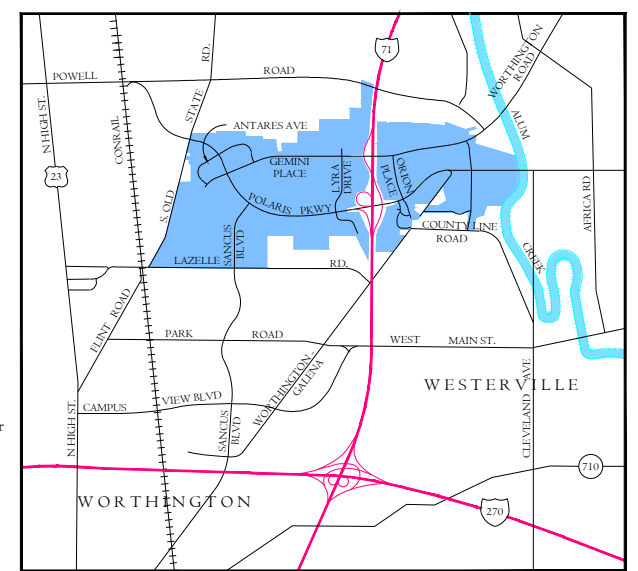 71
POWELL
ROAD
RD.
STATE
S. OLD
WORTHINGTON
ROAD
N HIGH ST.
23
CONRAIL
ANTARES AVE
GEMINI
PLACE
LYRA
DRIVE
ORION
PLACE
ALUM
CREEK
AFRICA RD
POLARIS PKWY
COUNTY LINE
ROAD
SANCUS
BLVD
LAZELLE
RD.
FLINT ROAD
PARK
ROAD
WEST
MAIN ST.
WORTHINGTON-
GALENA
WESTERVILLE
CLEVELAND AVE
CAMPUS
VIEW BLVD
N HIGH ST.
SANCUS
BLVD
r
710
WORTHINGTON
270